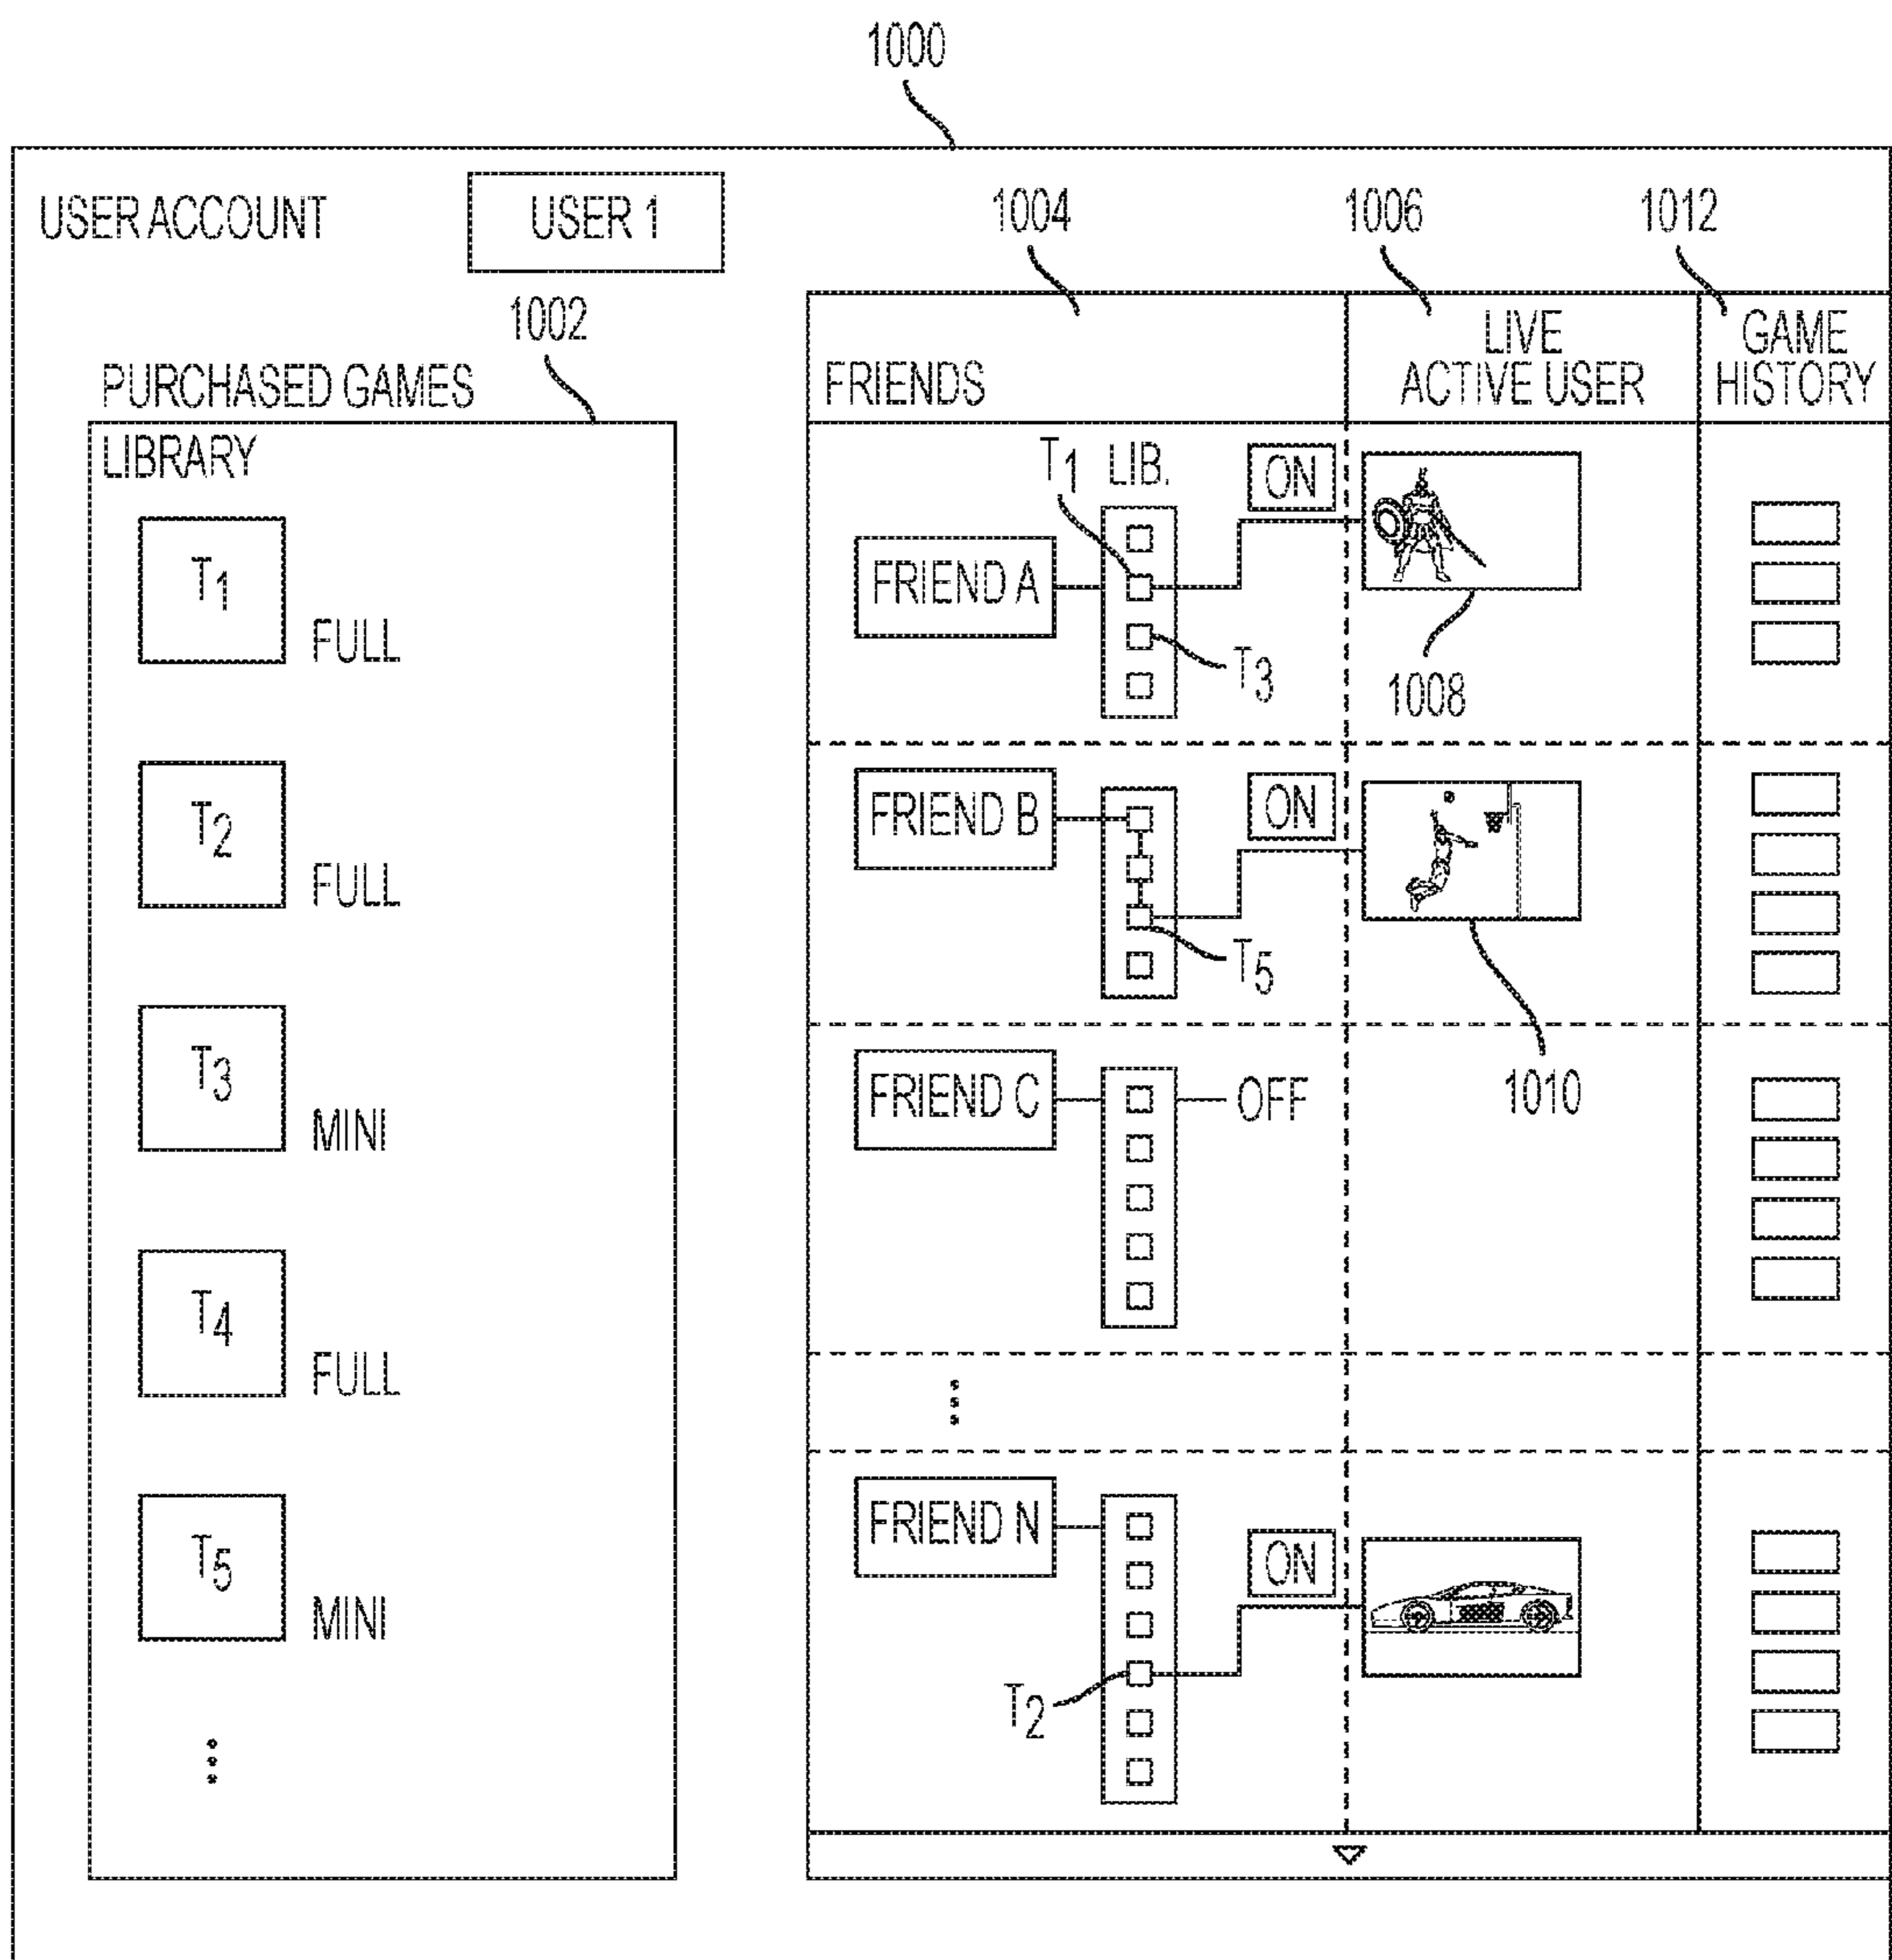 1000
USER ACCOUNT
USER 1
1004
1006
1012
1002
PURCHASED GAMES
LIBRARY
T1
FULL
T2
FULL
T3
MINI
T4
FULL
T5
MINI
FRIENDS
LIVE
ACTIVE USER
GAME
HISTORY
T1
LIB.
ON
FRIEND A
T3
1008
FRIEND B
ON
T5
1010
FRIEND C
OFF
FRIEND N
ON
T2